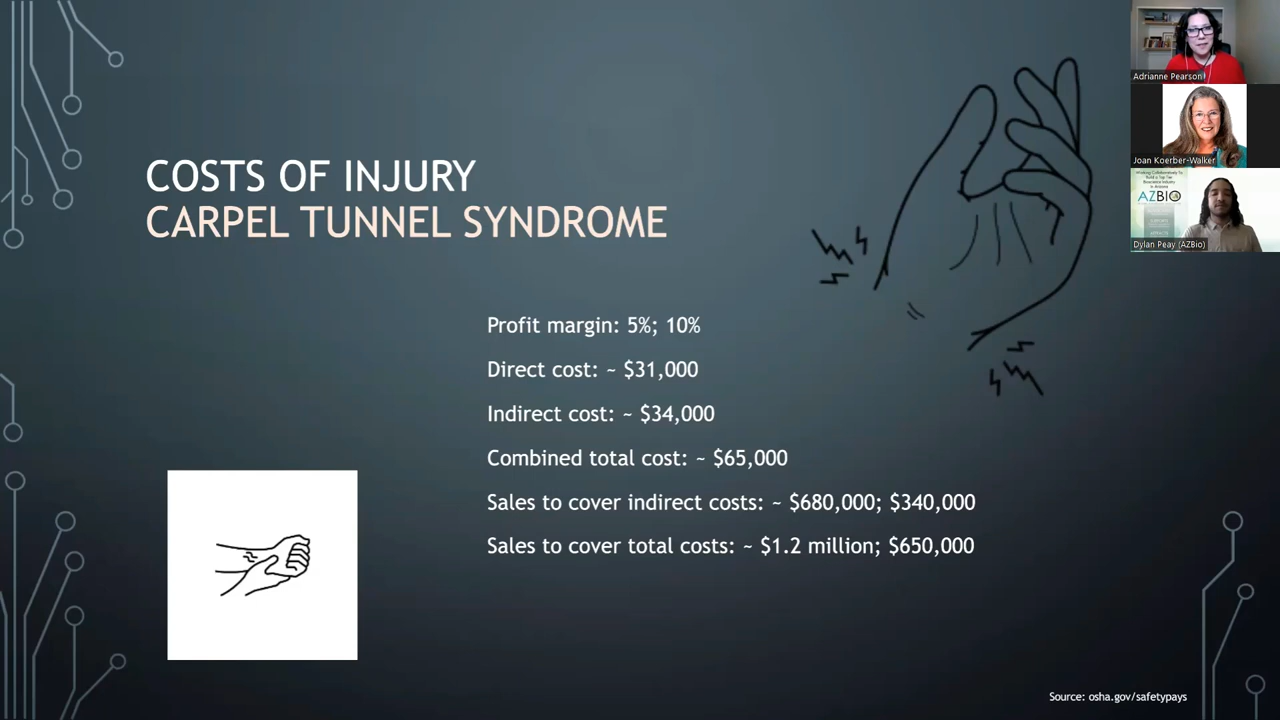 COSTS OF INJURY
CARPEL TUNNEL SYNDROME
Profit margin: 5%; 10%
Direct cost: ~ $31,000
Indirect cost: ~ $34,000
Combined total cost: ~ $65,000
Sales to cover indirect costs: ~ $680,000; $340,000
Sales to cover total costs: ~ $1.2 million; $650,000
Source: osha.gov/safetypays
Adrianne Pearson
Joan Koerber-Walker
AZBIO
Dylan Peay (AZBio)